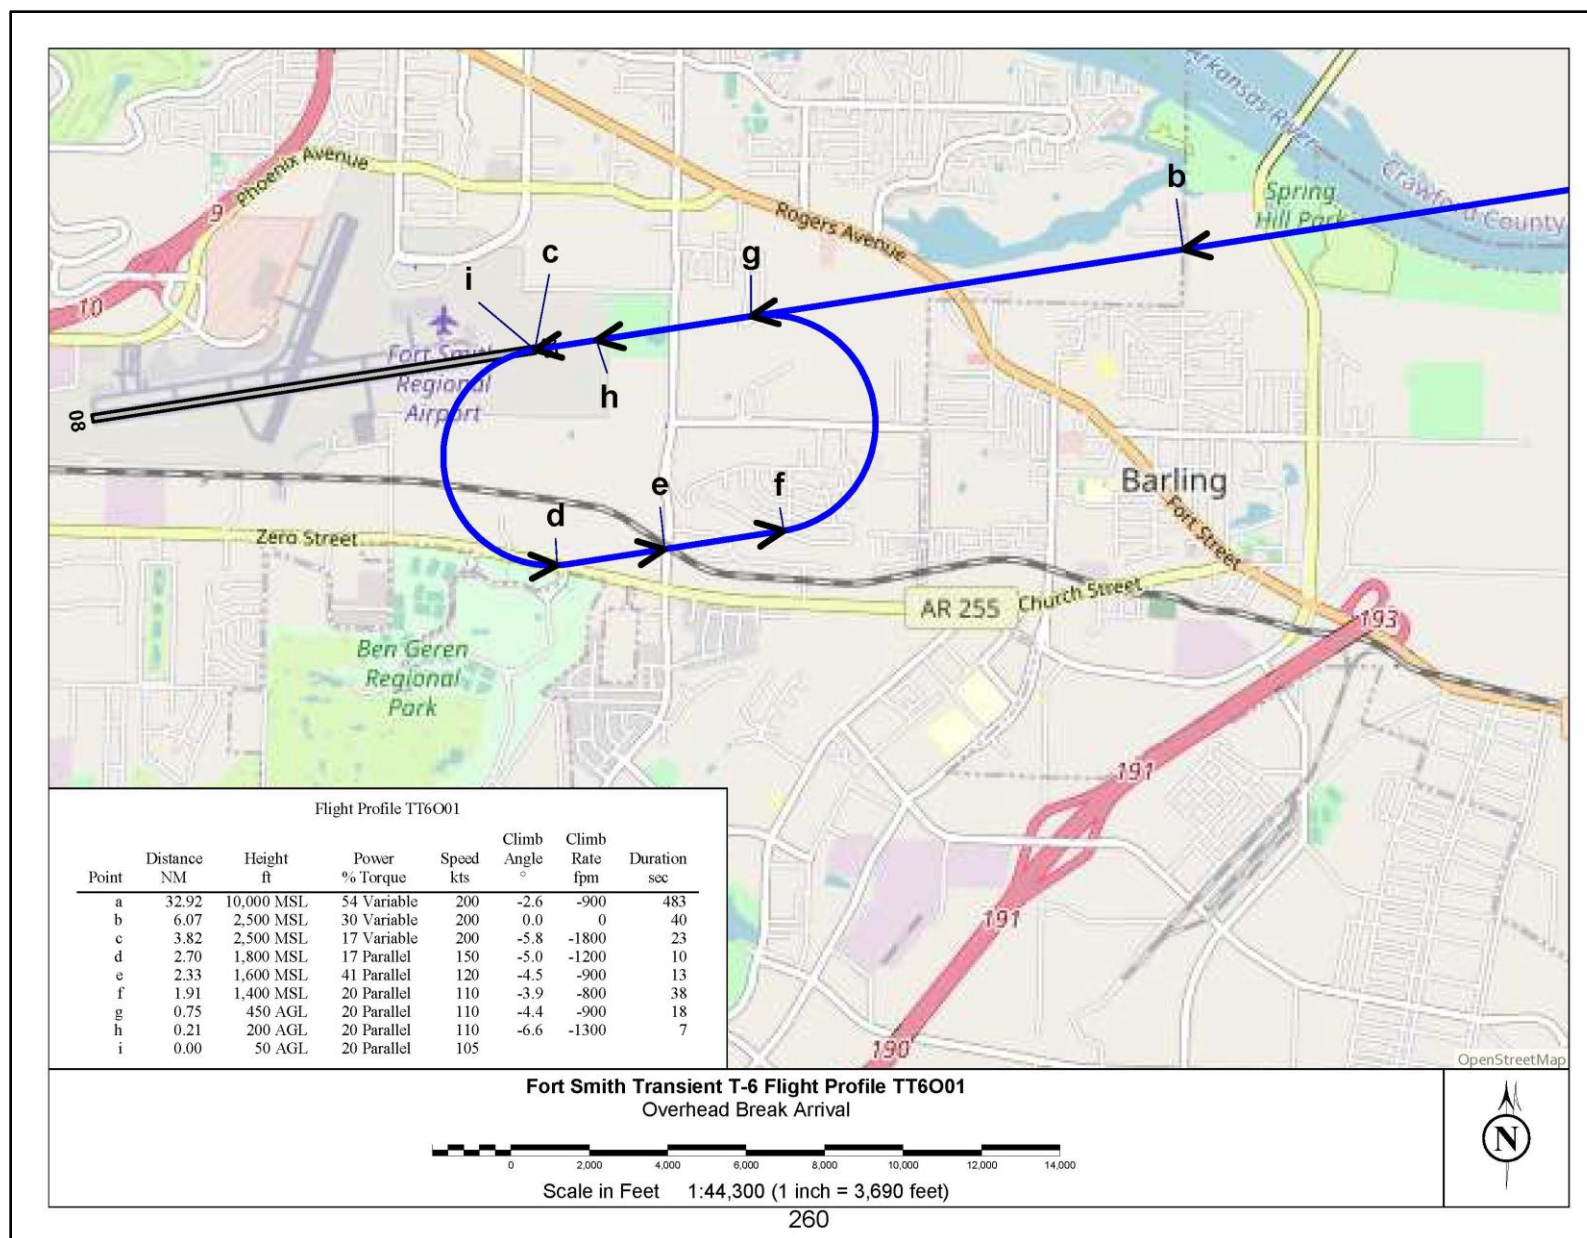 Arkansas River
Crawford County
Phoenix Avenue
9
b
Spring
Hill Park
Rogers Avenue
c
g
i
10
Fort Smith
Regional
Airport
h
08
Barling
e
f
d
Zero Street
Fort Street
AR 255
Church Street
193
Ben Geren
Regional
Park
191
191
190
OpenStreetMap
Flight Profile TT6O01
Point Distance NM Height ft Power % Torque Speed kts Climb Angle ° Climb Rate fpm Duration sec
a 32.92 10,000 MSL 54 Variable 200 -2.6 -900 483
b 6.07 2,500 MSL 30 Variable 200 0.0 0 40
c 3.82 2,500 MSL 17 Variable 200 -5.8 -1800 23
d 2.70 1,800 MSL 17 Parallel 150 -5.0 -1200 10
e 2.33 1,600 MSL 41 Parallel 120 -4.5 -900 13
f 1.91 1,400 MSL 20 Parallel 110 -3.9 -800 38
g 0.75 450 AGL 20 Parallel 110 -4.4 -900 18
h 0.21 200 AGL 20 Parallel 110 -6.6 -1300 7
i 0.00 50 AGL 20 Parallel 105
Fort Smith Transient T-6 Flight Profile TT6O01
Overhead Break Arrival
0 2,000 4,000 6,000 8,000 10,000 12,000 14,000
Scale in Feet 1:44,300 (1 inch = 3,690 feet)
N
260